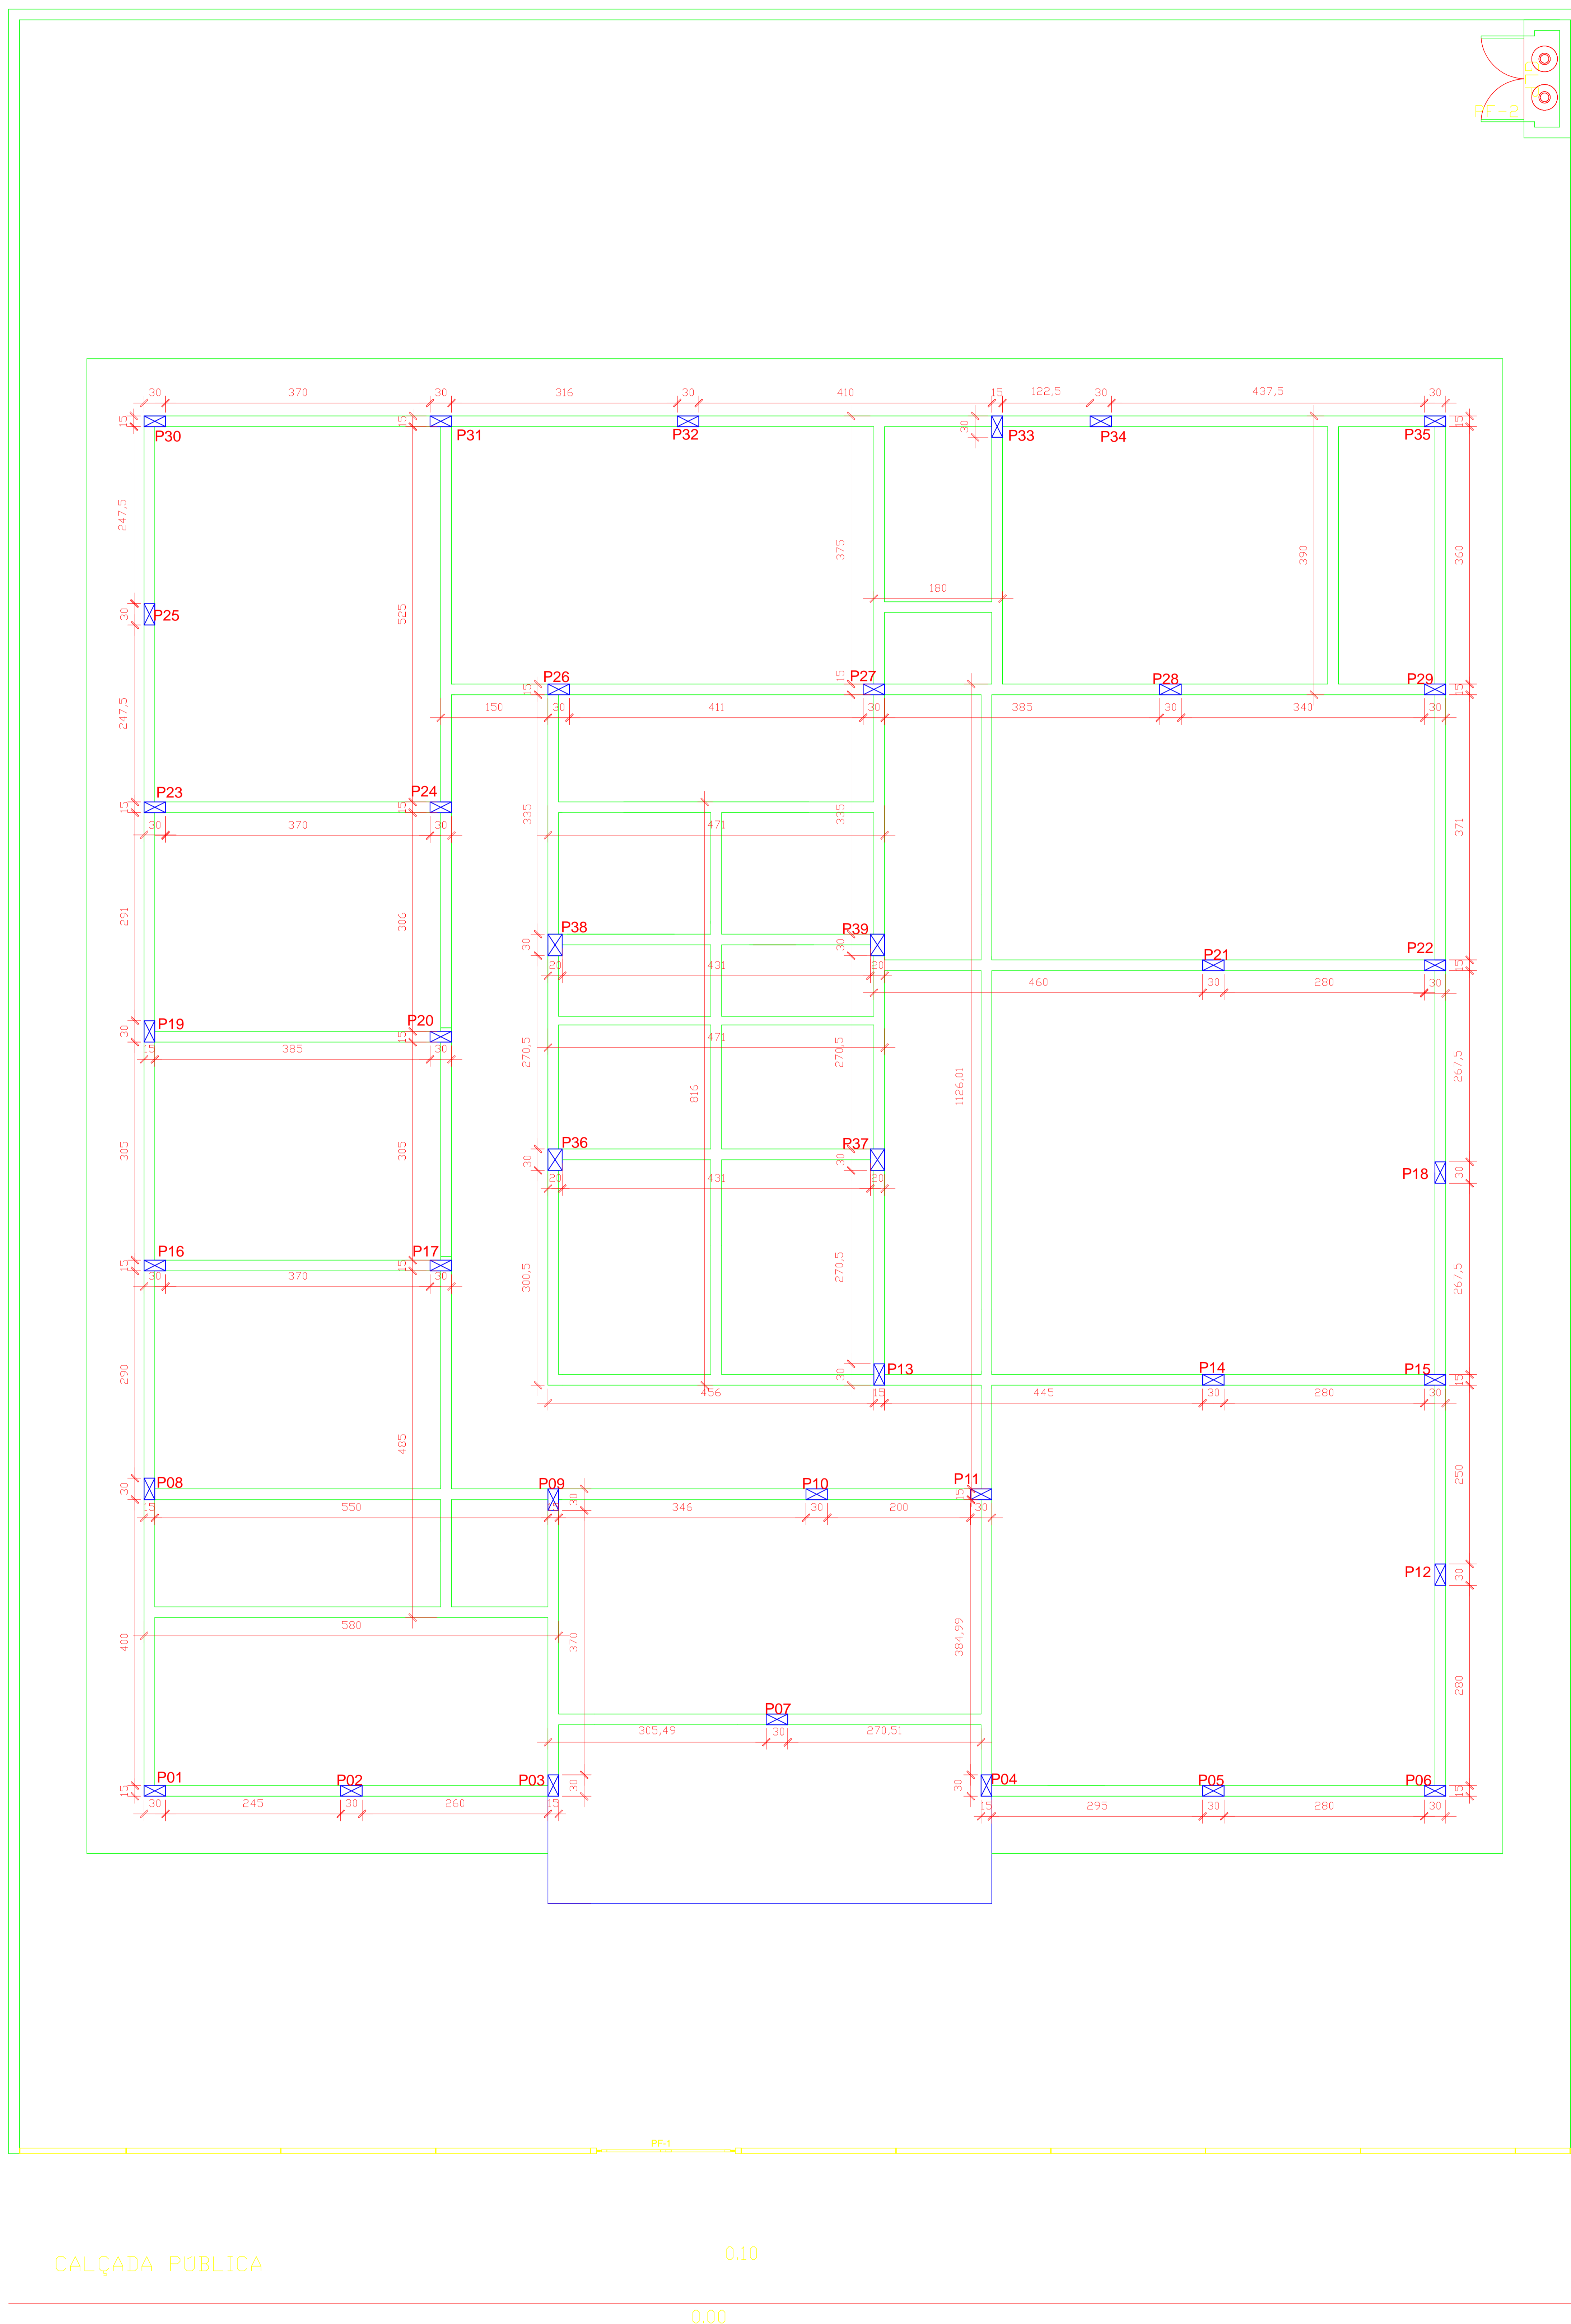 PF-2
30 370 30 316 30 410 15 122,5 30 437,5 30
15 15 30 15
P30 P31 P32 P33 P34 P35
247,5
375 390 360
180
30 P25 525
P26 15 P27 P28 P29
15 15
247,5 150 30 411 30 385 30 340 30
P23 P24
15 15 335 335 371
30 370 30 471
291 306
P38 P39
30 30 P21 P22
20 431 20 15
460 30 280 30
P19 P20
30 15
15 385 30 471
270,5 270,5 267,5
816 1126,01
305 305
P36 P37
30 30 P18 30
20 431 20
P16 P17
15 15
30 370 30
300,5 270,5 267,5
290
30 P13 P14 P15
15
456 15 445 30 280 30
485 250
P08 P09 P10 P11
30 30 15
15 550 346 30 200 30
P12 30
400 580 370 384,99
280
P07
305,49 30 270,51
P01 P02 P03 P04 P05 P06
15 30 30 15
30 245 30 260 15 15 295 30 280 30
PF-1
CALÇADA PÚBLICA
0.10
0.00